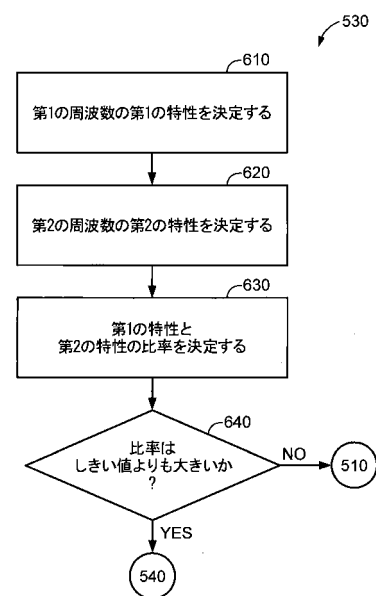 530
610
第1の周波数の第1の特性を決定する
620
第2の周波数の第2の特性を決定する
630
第1の特性と
第2の特性の比率を決定する
640
比率は
しきい値よりも大きいか
?
NO
510
YES
540